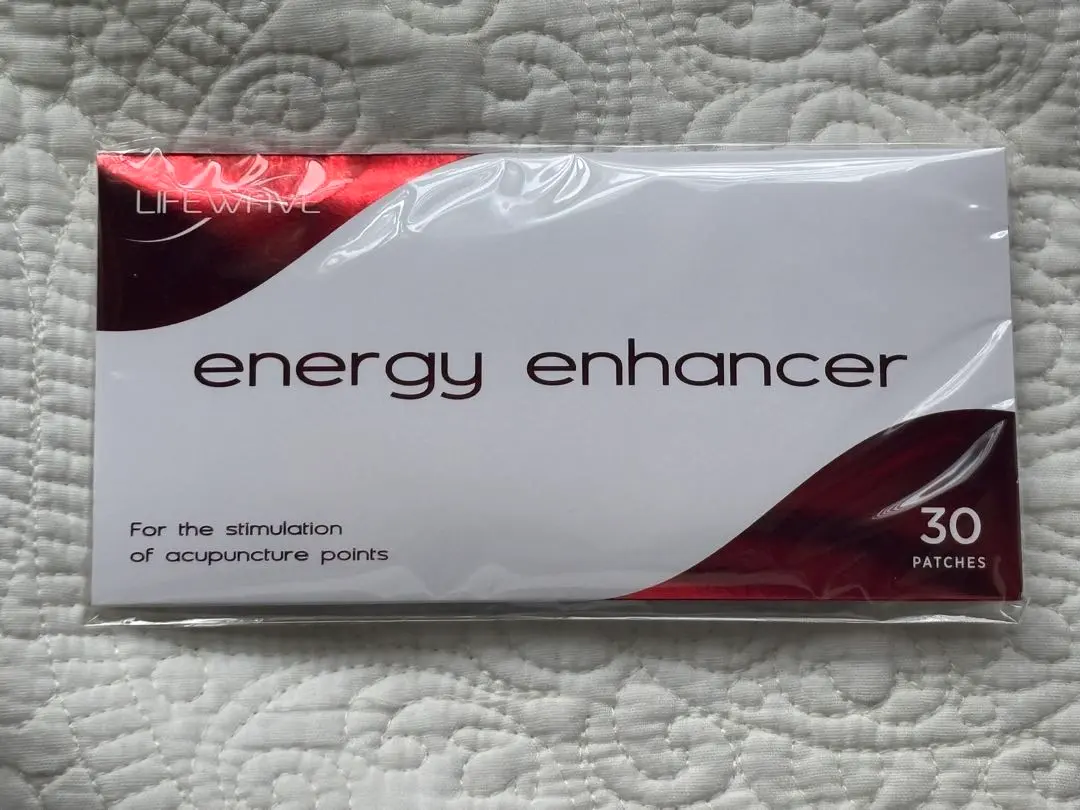 LIFEWAVE
energy enhancer
For the stimulation
of acupuncture points
30
PATCHES